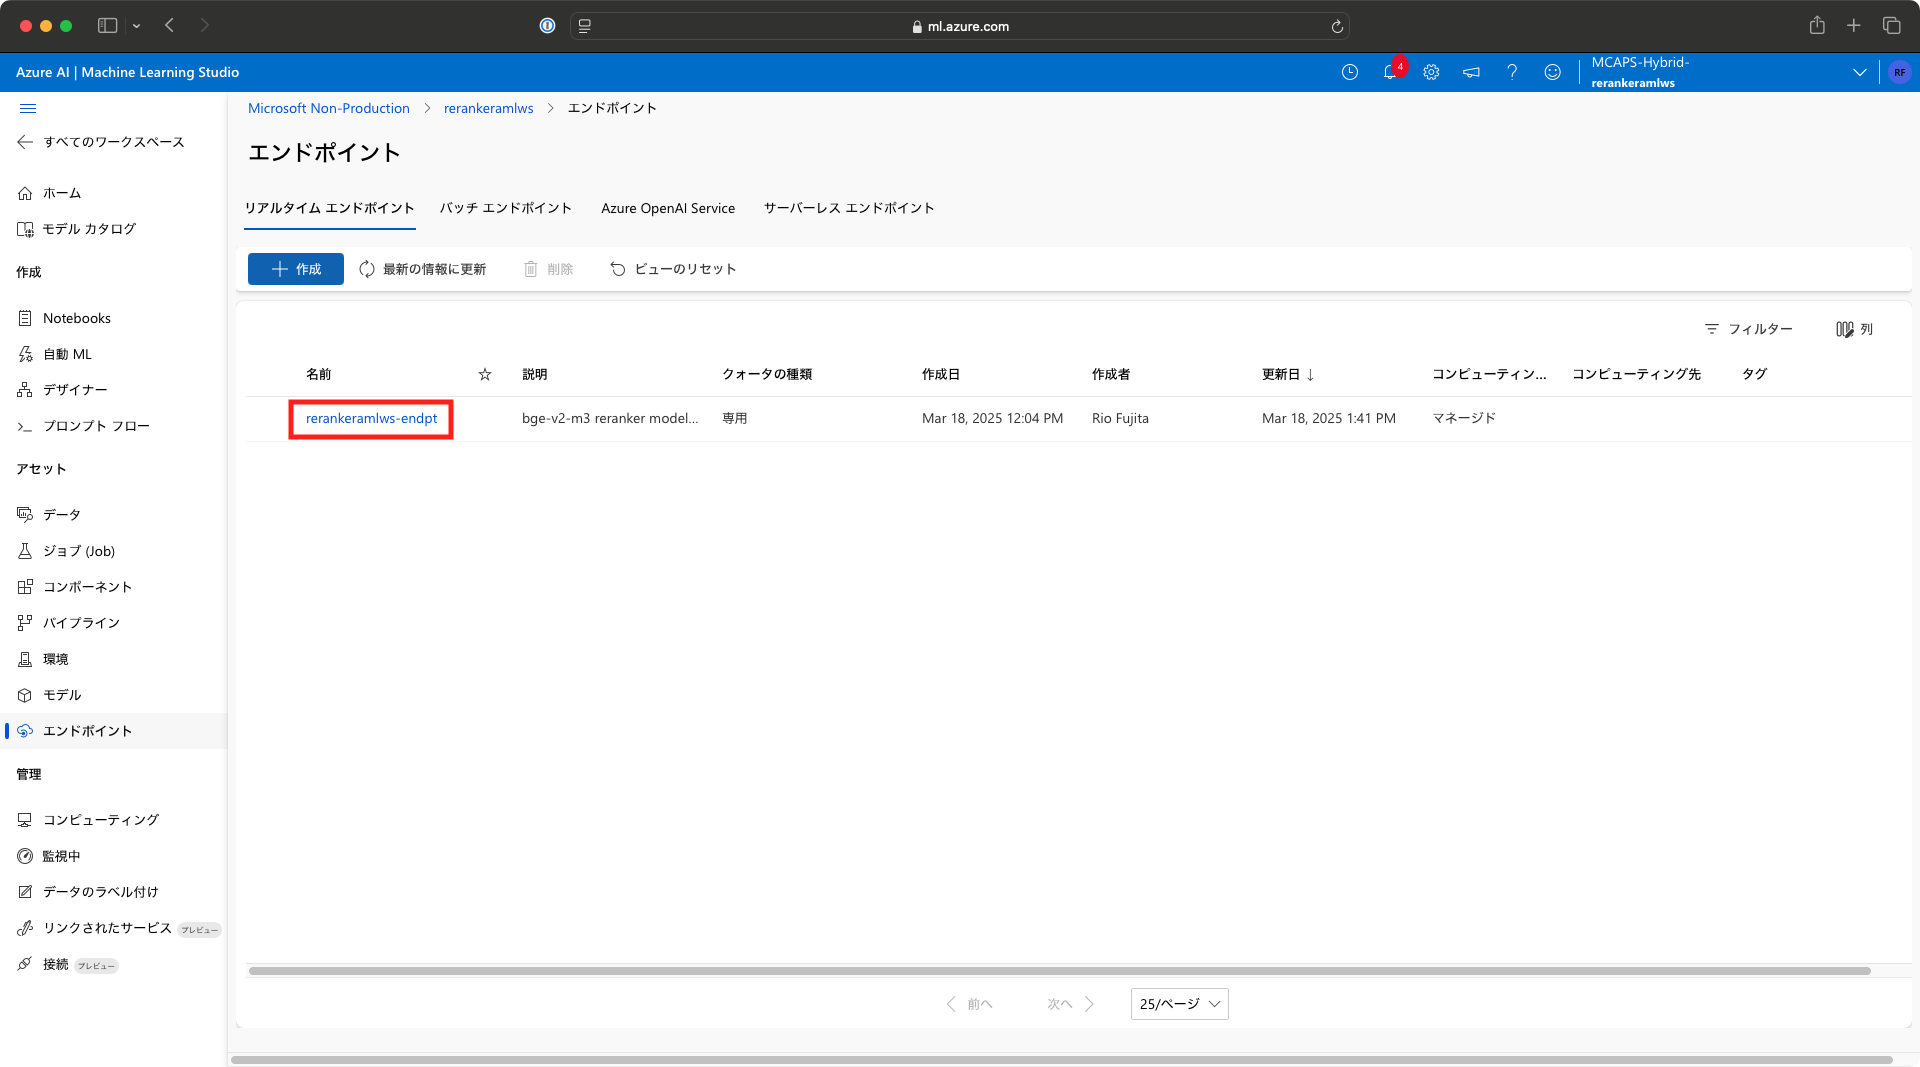 ml.azure.com
Azure AI | Machine Learning Studio
4
MCAPS-Hybrid-
rerankeramlws
RF
すべてのワークスペース
ホーム
モデル カタログ
作成
Notebooks
自動 ML
デザイナー
プロンプト フロー
アセット
データ
ジョブ (Job)
コンポーネント
パイプライン
環境
モデル
エンドポイント
管理
コンピューティング
監視中
データのラベル付け
リンクされたサービス プレビュー
接続 プレビュー
Microsoft Non-Production > rerankeramlws > エンドポイント
エンドポイント
リアルタイム エンドポイント バッチ エンドポイント Azure OpenAI Service サーバーレス エンドポイント
作成 最新の情報に更新 削除 ビューのリセット
フィルター 列
名前 説明 クォータの種類 作成日 作成者 更新日 ↓ コンピューティン... コンピューティング先 タグ
rerankeramlws-endpt bge-v2-m3 reranker model... 専用 Mar 18, 2025 12:04 PM Rio Fujita Mar 18, 2025 1:41 PM マネージド
前へ 次へ 25/ページ